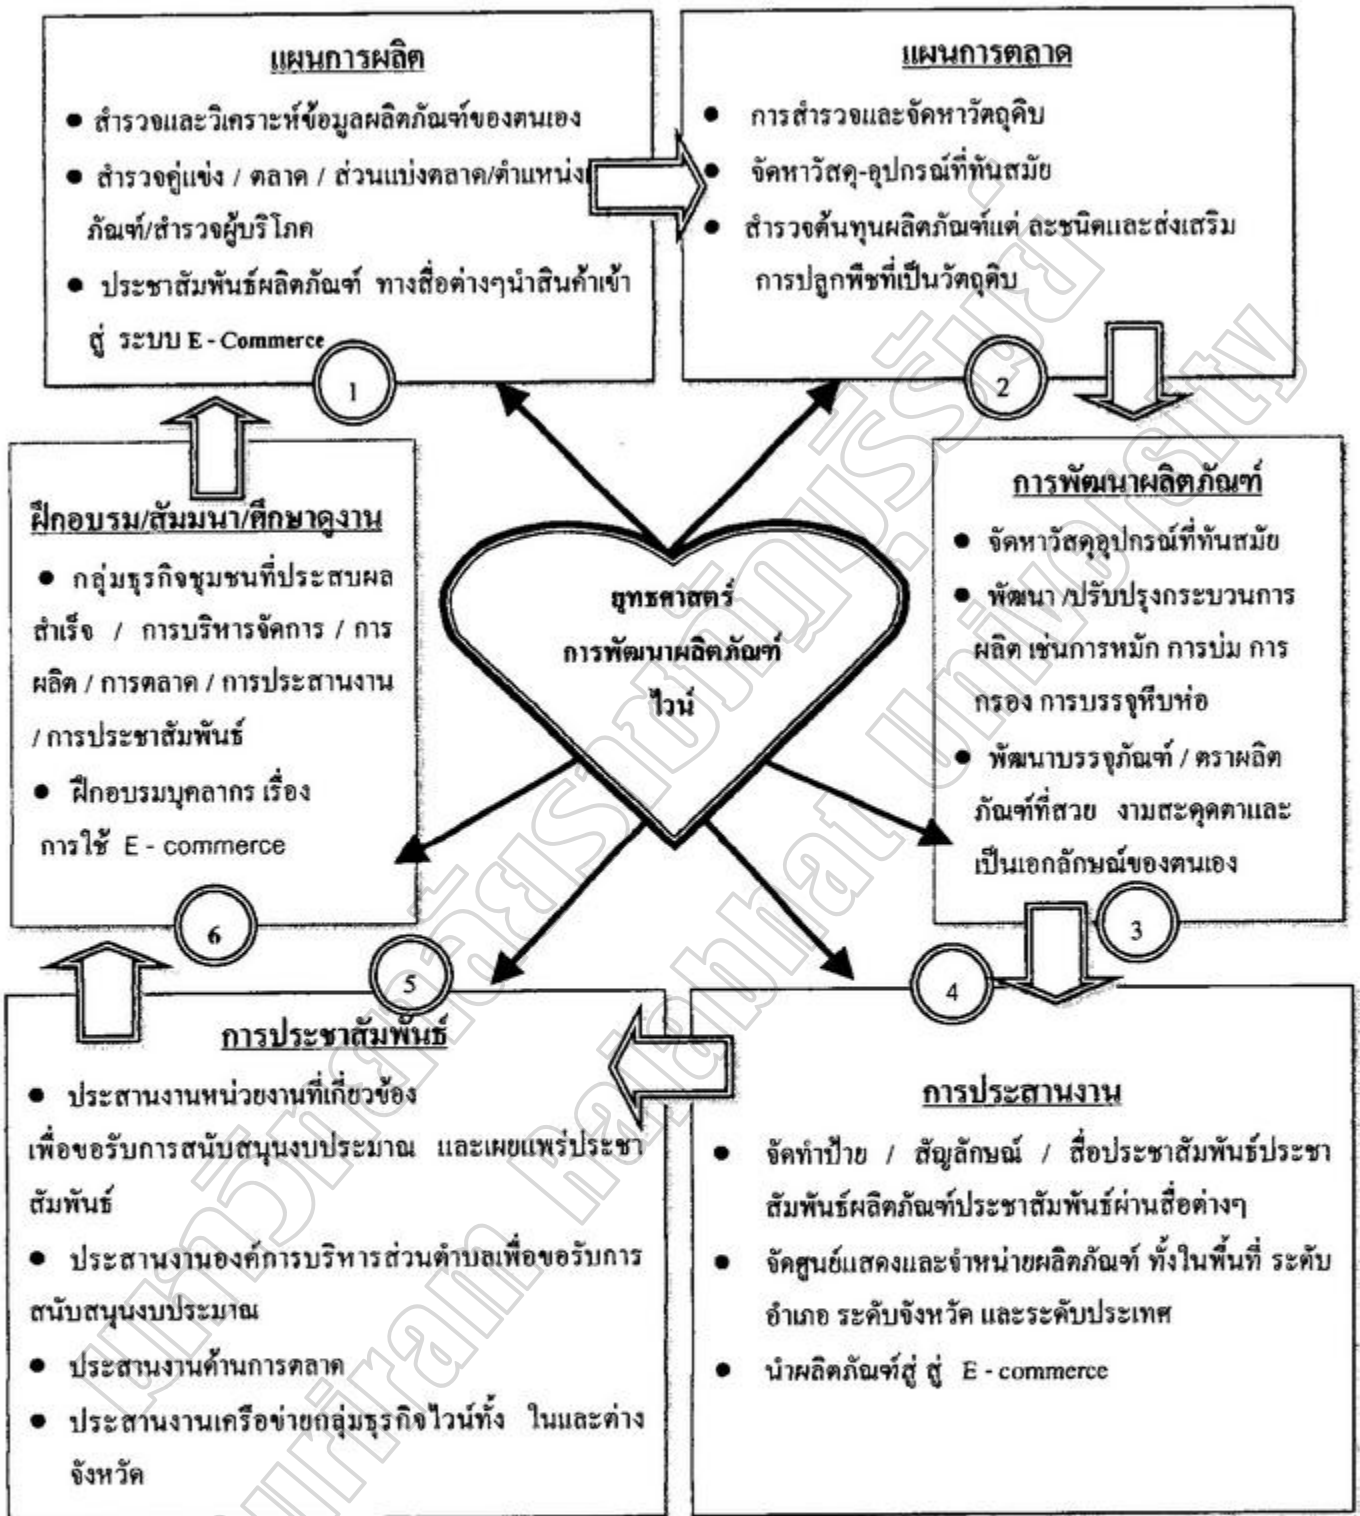 แผนการผลิต
● สำรวจและวิเคราะห์ข้อมูลผลิตภัณฑ์ของตนเอง
● สำรวจคู่แข่ง / ตลาด / ส่วนแบ่งตลาด/ตำแหน่ง
ภัณฑ์/สำรวจผู้บริโภค
● ประชาสัมพันธ์ผลิตภัณฑ์ ทางสื่อต่างๆนำสินค้าเข้า
สู่ ระบบ E - Commerce
1
แผนการตลาด
● การสำรวจและจัดหาวัตถุดิบ
● จัดหาวัสดุ-อุปกรณ์ที่ทันสมัย
● สำรวจต้นทุนผลิตภัณฑ์แต่ ละชนิดและส่งเสริม
การปลูกพืชที่เป็นวัตถุดิบ
2
การพัฒนาผลิตภัณฑ์
● จัดหาวัสดุอุปกรณ์ที่ทันสมัย
● พัฒนา /ปรับปรุงกระบวนการ
ผลิต เช่นการหมัก การบ่ม การ
กรอง การบรรจุหีบห่อ
● พัฒนาบรรจุภัณฑ์ / ตราผลิต
ภัณฑ์ที่สวย งามสะดุดตาและ
เป็นเอกลักษณ์ของตนเอง
3
ยุทธศาสตร์
การพัฒนาผลิตภัณฑ์
ไวน์
ฝึกอบรม/สัมมนา/ศึกษาดูงาน
● กลุ่มธุรกิจชุมชนที่ประสบผล
สำเร็จ / การบริหารจัดการ / การ
ผลิต / การตลาด / การประสานงาน
/ การประชาสัมพันธ์
● ฝึกอบรมบุคลากร เรื่อง
การใช้ E - commerce
6
5
การประชาสัมพันธ์
● ประสานงานหน่วยงานที่เกี่ยวข้อง
เพื่อขอรับการสนับสนุนงบประมาณ และเผยแพร่ประชา
สัมพันธ์
● ประสานงานองค์การบริหารส่วนตำบลเพื่อขอรับการ
สนับสนุนงบประมาณ
● ประสานงานด้านการตลาด
● ประสานงานเครือข่ายกลุ่มธุรกิจไวน์ทั้ง ในและต่าง
จังหวัด
4
การประสานงาน
● จัดทำป้าย / สัญลักษณ์ / สื่อประชาสัมพันธ์ประชา
สัมพันธ์ผลิตภัณฑ์ประชาสัมพันธ์ผ่านสื่อต่างๆ
● จัดศูนย์แสดงและจำหน่ายผลิตภัณฑ์ ทั้งในพื้นที่ ระดับ
อำเภอ ระดับจังหวัด และระดับประเทศ
● นำผลิตภัณฑ์สู่ สู่ E - commerce
มหาวิทยาลัยราชภัฏบุรีรัมย์
Buriram Rajabhat University